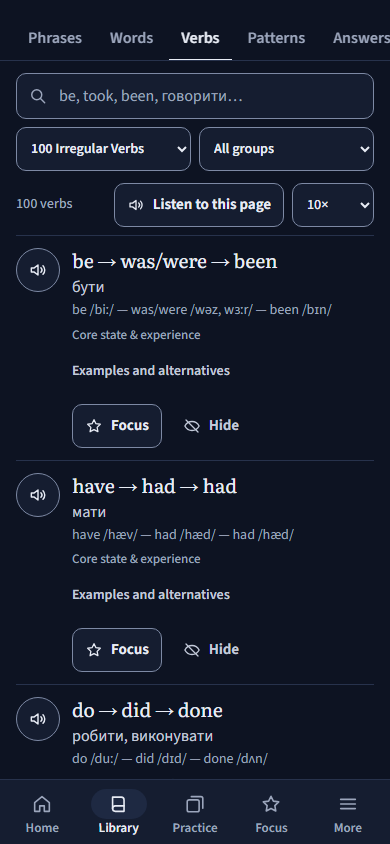 Phrases Words Verbs Patterns Answers
be, took, been, говорити…
100 Irregular Verbs All groups
100 verbs Listen to this page 10×
be → was/were → been
бути
be /biː/ — was/were /wəz, wɜːr/ — been /bɪn/
Core state & experience
Examples and alternatives
Focus Hide
have → had → had
мати
have /hæv/ — had /hæd/ — had /hæd/
Core state & experience
Examples and alternatives
Focus Hide
do → did → done
робити, виконувати
do /duː/ — did /dɪd/ — done /dʌn/
Home Library Practice Focus More